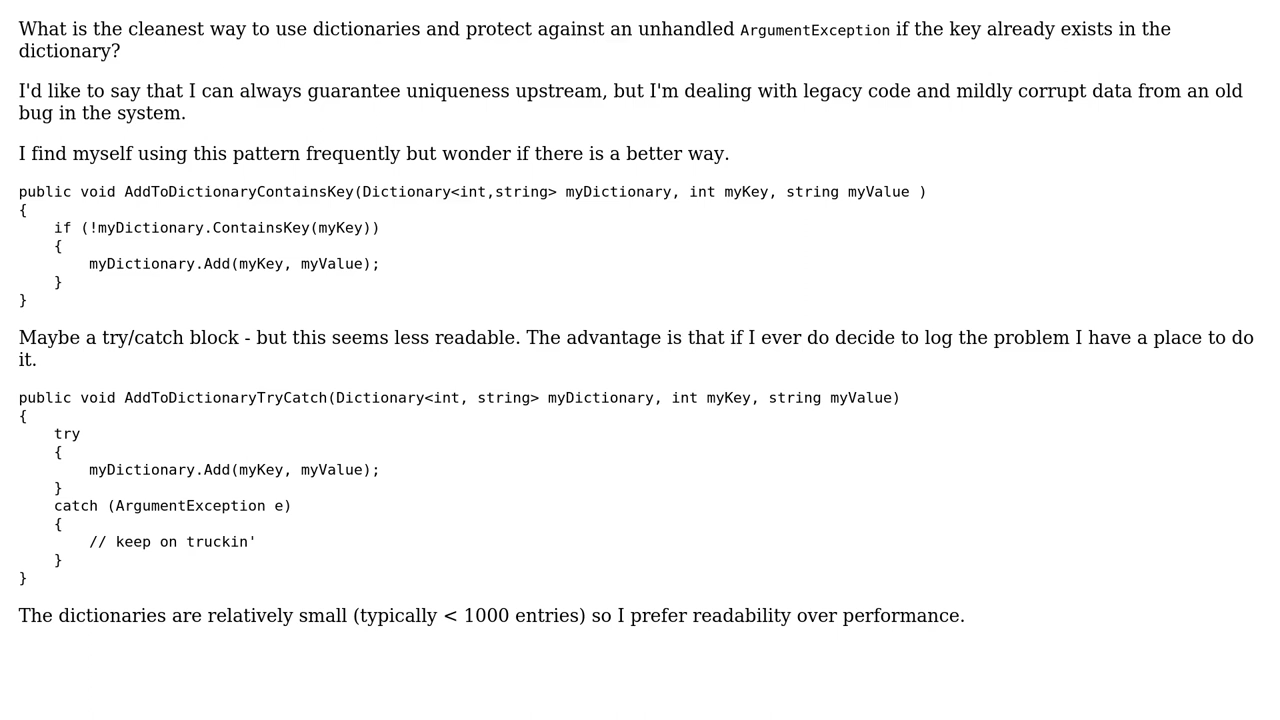 What is the cleanest way to use dictionaries and protect against an unhandled ArgumentException if the key already exists in the
dictionary?
I'd like to say that I can always guarantee uniqueness upstream, but I'm dealing with legacy code and mildly corrupt data from an old
bug in the system.
I find myself using this pattern frequently but wonder if there is a better way.
public void AddToDictionaryContainsKey(Dictionary<int,string> myDictionary, int myKey, string myValue )
{
    if (!myDictionary.ContainsKey(myKey))
    {
        myDictionary.Add(myKey, myValue);
    }
}
Maybe a try/catch block - but this seems less readable. The advantage is that if I ever do decide to log the problem I have a place to do
it.
public void AddToDictionaryTryCatch(Dictionary<int, string> myDictionary, int myKey, string myValue)
{
    try
    {
        myDictionary.Add(myKey, myValue);
    }
    catch (ArgumentException e)
    {
        // keep on truckin'
    }
}
The dictionaries are relatively small (typically < 1000 entries) so I prefer readability over performance.